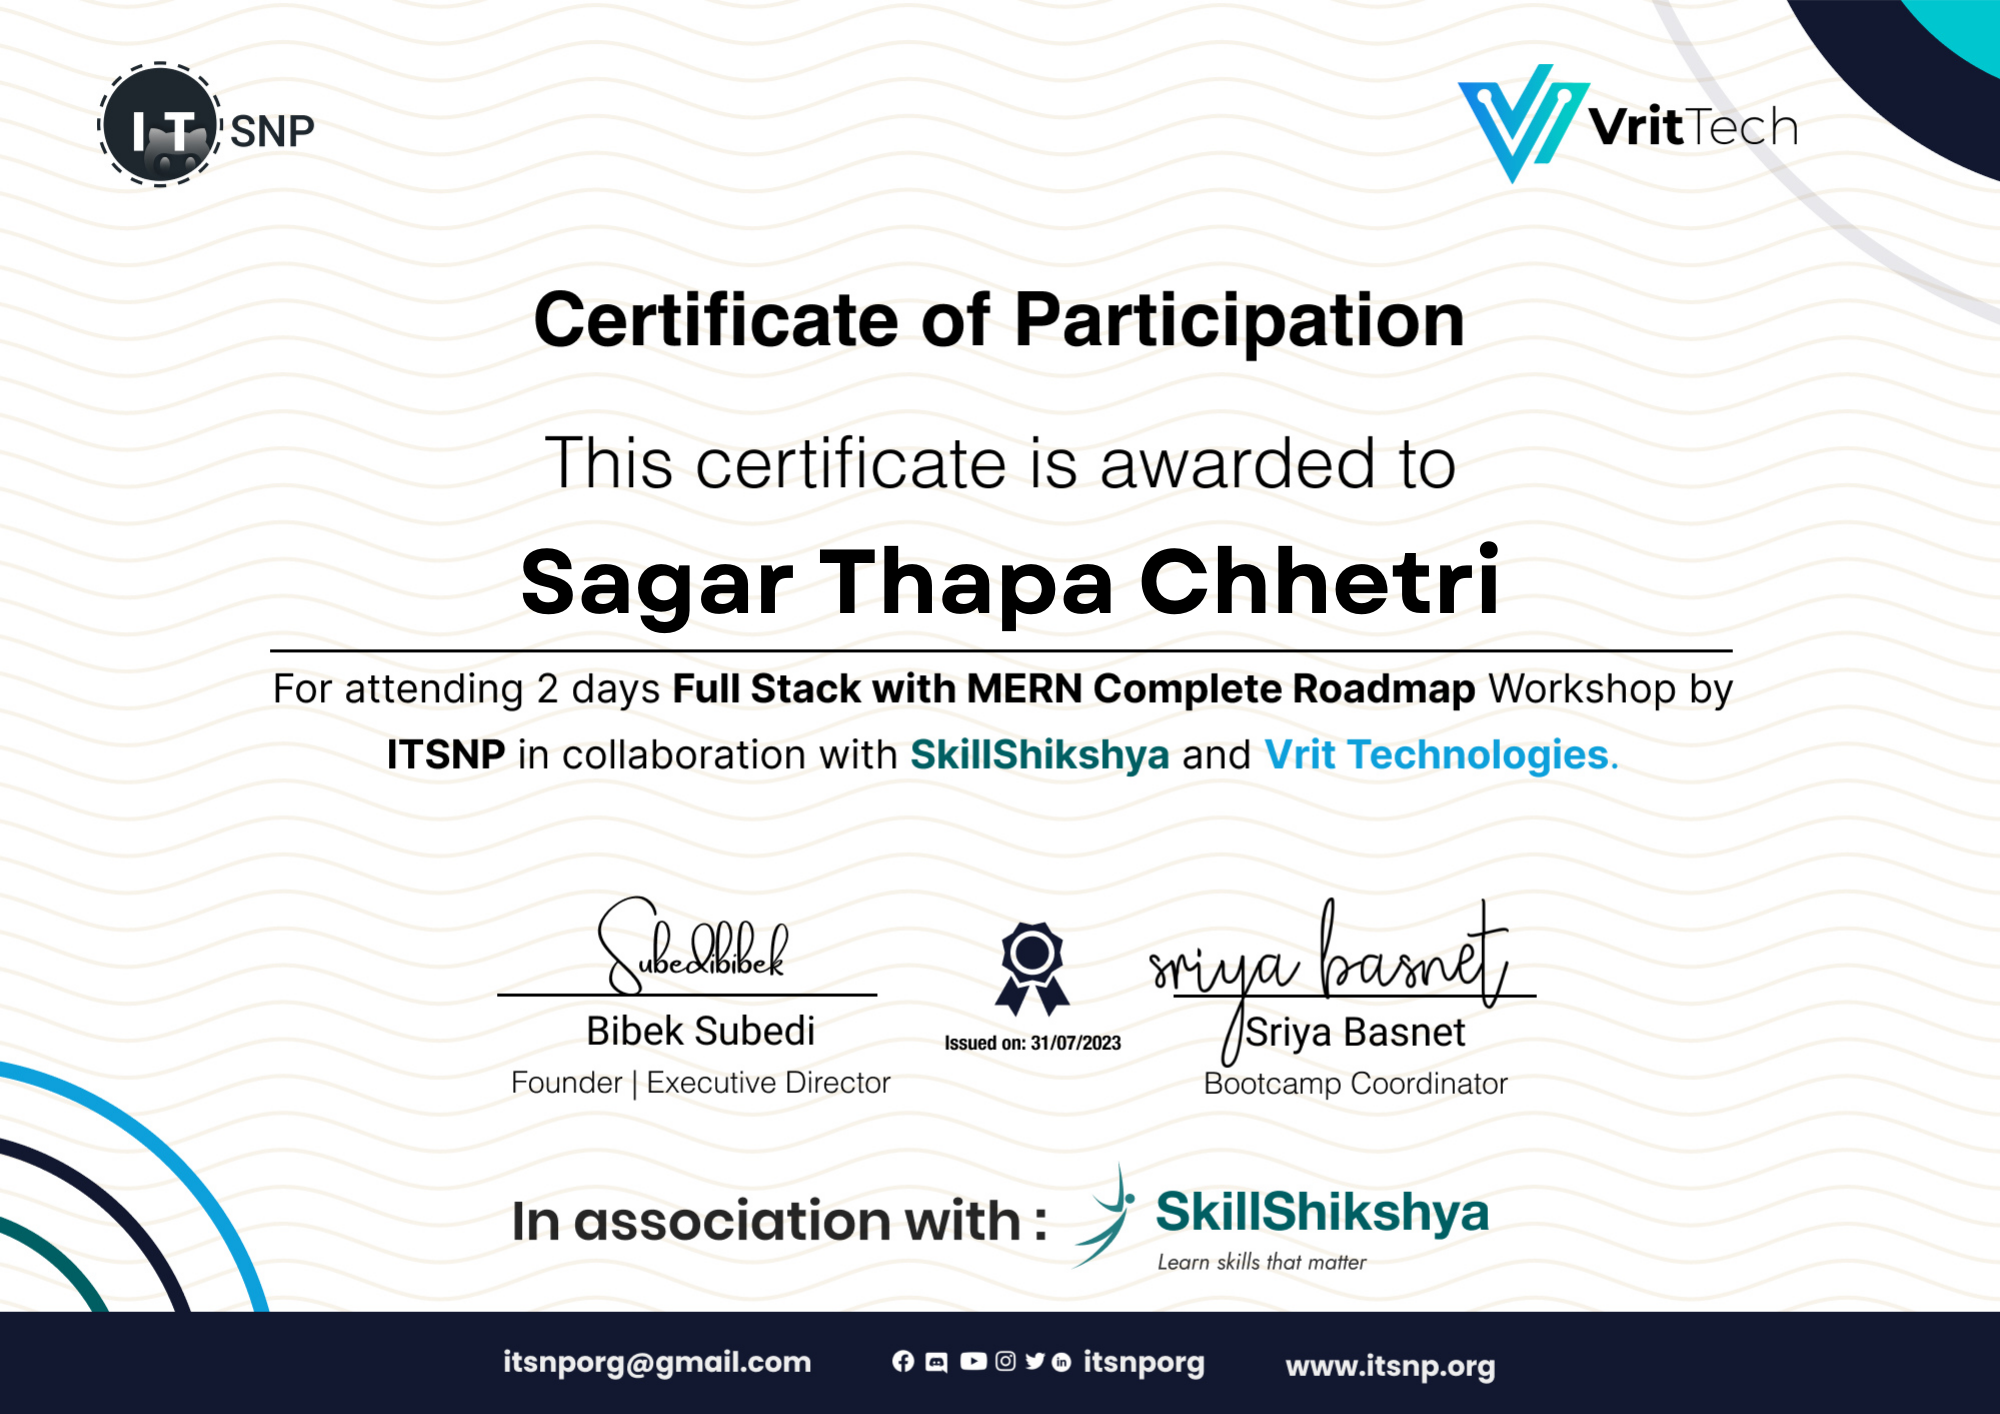 IT SNP
VritTech
Certificate of Participation
This certificate is awarded to
Sagar Thapa Chhetri
For attending 2 days Full Stack with MERN Complete Roadmap Workshop by
ITSNP in collaboration with SkillShikshya and Vrit Technologies.
Subedibibek
sriya basnet
Bibek Subedi
Founder | Executive Director
Issued on: 31/07/2023
Sriya Basnet
Bootcamp Coordinator
In association with :
SkillShikshya
Learn skills that matter
itsnporg@gmail.com
in itsnporg
www.itsnp.org